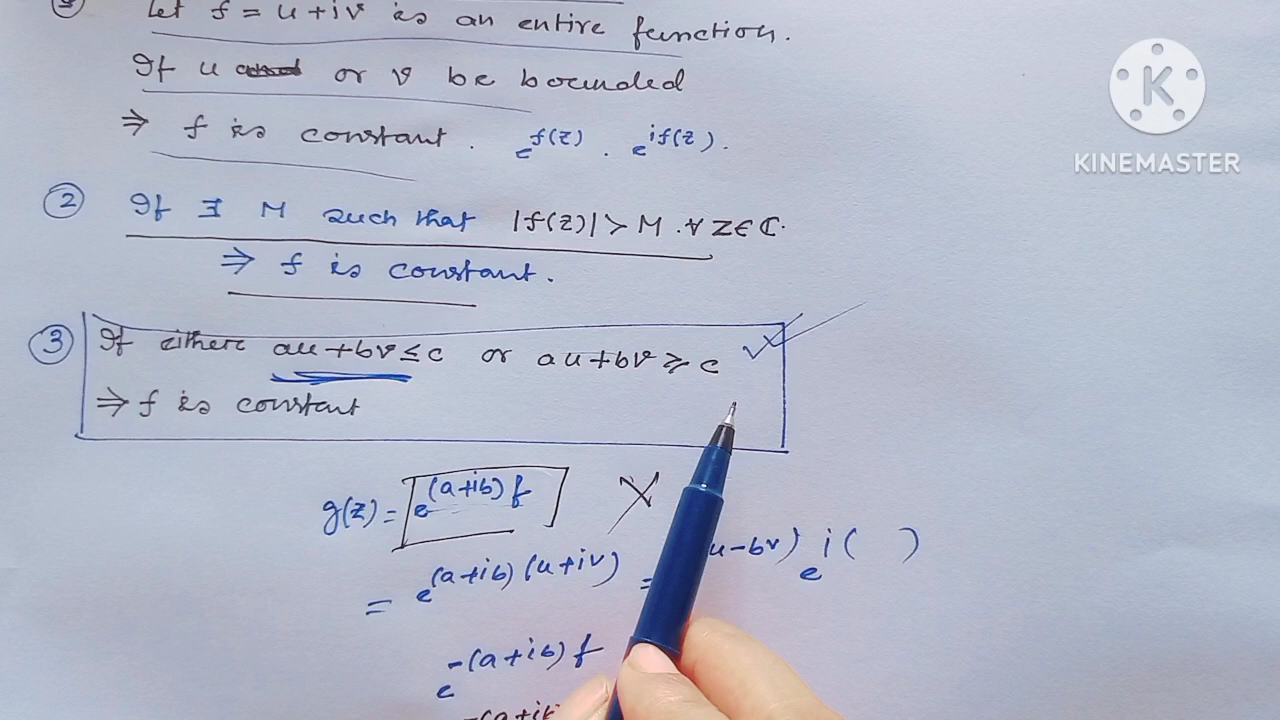 Let f = u + iv is an entire function.
If u or v be bounded
⇒ f is constant. e^f(z) . e^if(z).
② If ∃ M such that |f(z)| > M . ∀ z ∈ ℂ.
⇒ f is constant.
③ If either au + bv ≤ c or au + bv ≥ c
⇒ f is constant
g(z) = e^(a+ib)f
= e^(a+ib)(u+iv) = u-bv) e^i( )
e^-(a+ib)f
K
KINEMASTER